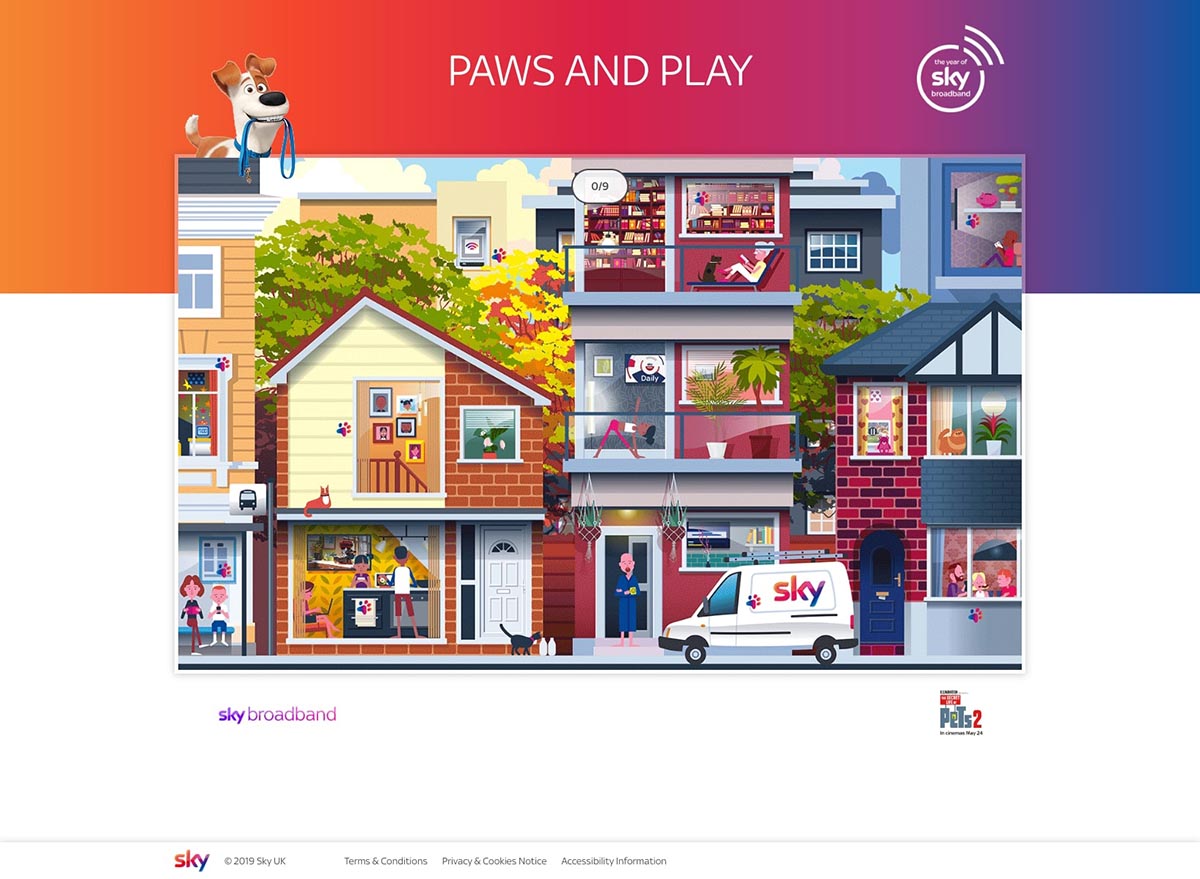 PAWS AND PLAY
the year of
sky
broadband
0/9
Daily
sky
sky broadband
THE SECRET
LIFE OF
PETS 2
In cinemas May 24
sky © 2019 Sky UK Terms & Conditions Privacy & Cookies Notice Accessibility Information